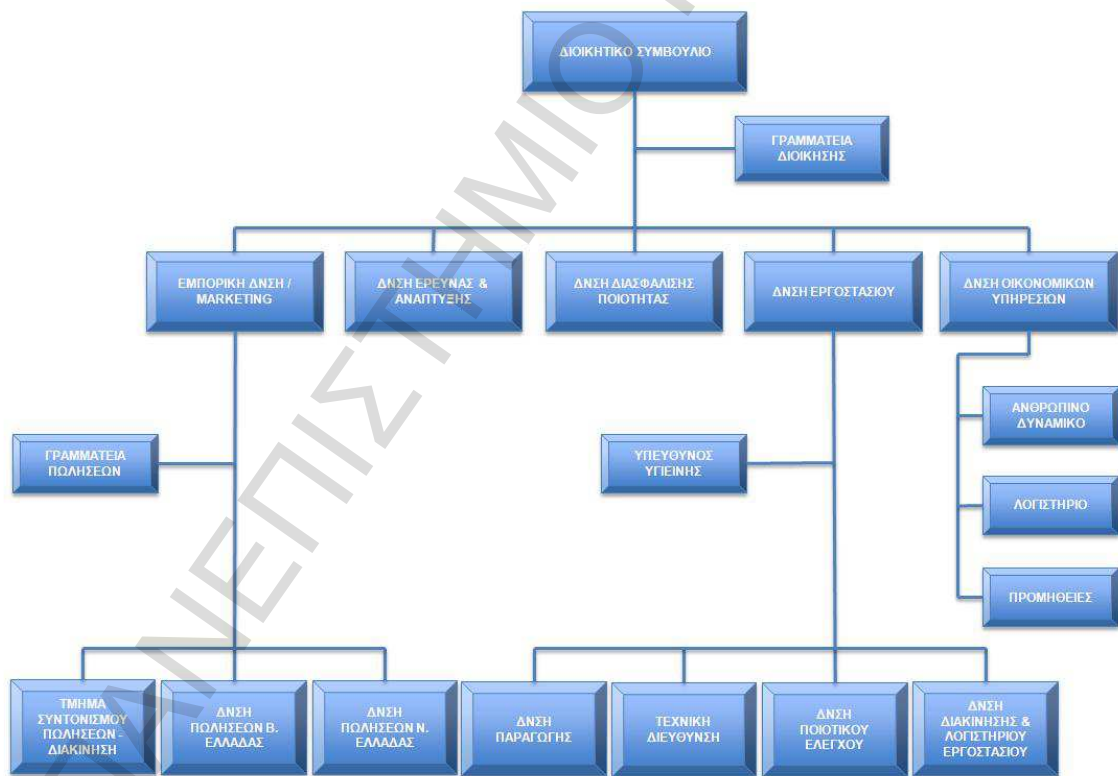 ΔΙΟΙΚΗΤΙΚΟ ΣΥΜΒΟΥΛΙΟ
ΓΡΑΜΜΑΤΕΙΑ
ΔΙΟΙΚΗΣΗΣ
ΕΜΠΟΡΙΚΗ ΔΝΣΗ /
MARKETING
ΔΝΣΗ ΕΡΕΥΝΑΣ &
ΑΝΑΠΤΥΞΗΣ
ΔΝΣΗ ΔΙΑΣΦΑΛΙΣΗΣ
ΠΟΙΟΤΗΤΑΣ
ΔΝΣΗ ΕΡΓΟΣΤΑΣΙΟΥ
ΔΝΣΗ ΟΙΚΟΝΟΜΙΚΩΝ
ΥΠΗΡΕΣΙΩΝ
ΑΝΘΡΩΠΙΝΟ
ΔΥΝΑΜΙΚΟ
ΓΡΑΜΜΑΤΕΙΑ
ΠΩΛΗΣΕΩΝ
ΥΠΕΥΘΥΝΟΣ
ΥΓΙΕΙΝΗΣ
ΛΟΓΙΣΤΗΡΙΟ
ΠΡΟΜΗΘΕΙΕΣ
ΤΜΗΜΑ
ΣΥΝΤΟΝΙΣΜΟΥ
ΠΩΛΗΣΕΩΝ -
ΔΙΑΚΙΝΗΣΗ
ΔΝΣΗ
ΠΩΛΗΣΕΩΝ Β.
ΕΛΛΑΔΑΣ
ΔΝΣΗ
ΠΩΛΗΣΕΩΝ Ν.
ΕΛΛΑΔΑΣ
ΔΝΣΗ
ΠΑΡΑΓΩΓΗΣ
ΤΕΧΝΙΚΗ
ΔΙΕΥΘΥΝΣΗ
ΔΝΣΗ
ΠΟΙΟΤΙΚΟΥ
ΕΛΕΓΧΟΥ
ΔΝΣΗ
ΔΙΑΚΙΝΗΣΗΣ &
ΛΟΓΙΣΤΗΡΙΟΥ
ΕΡΓΟΣΤΑΣΙΟΥ
ΠΑΝΕΠΙΣΤΗΜΙΟ